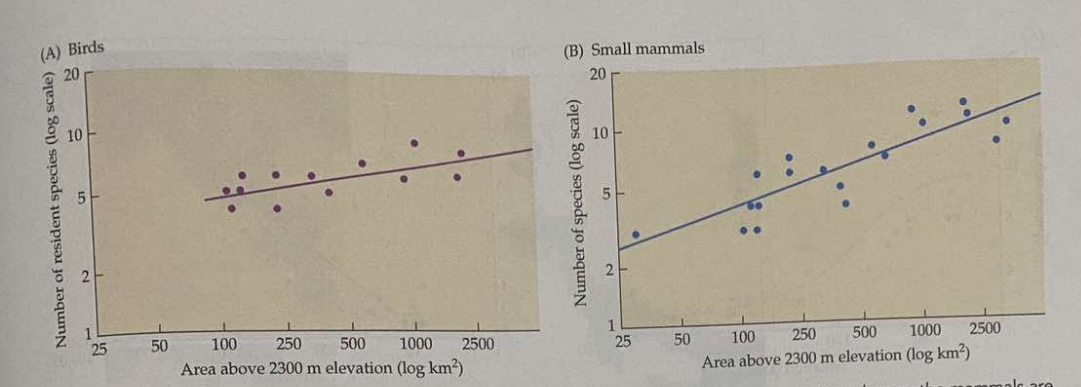 (A) Birds
Number of resident species (log scale)
20
10
5
2
1
25 50 100 250 500 1000 2500
Area above 2300 m elevation (log km²)
(B) Small mammals
Number of species (log scale)
20
10
5
2
1
25 50 100 250 500 1000 2500
Area above 2300 m elevation (log km²)
mammals are